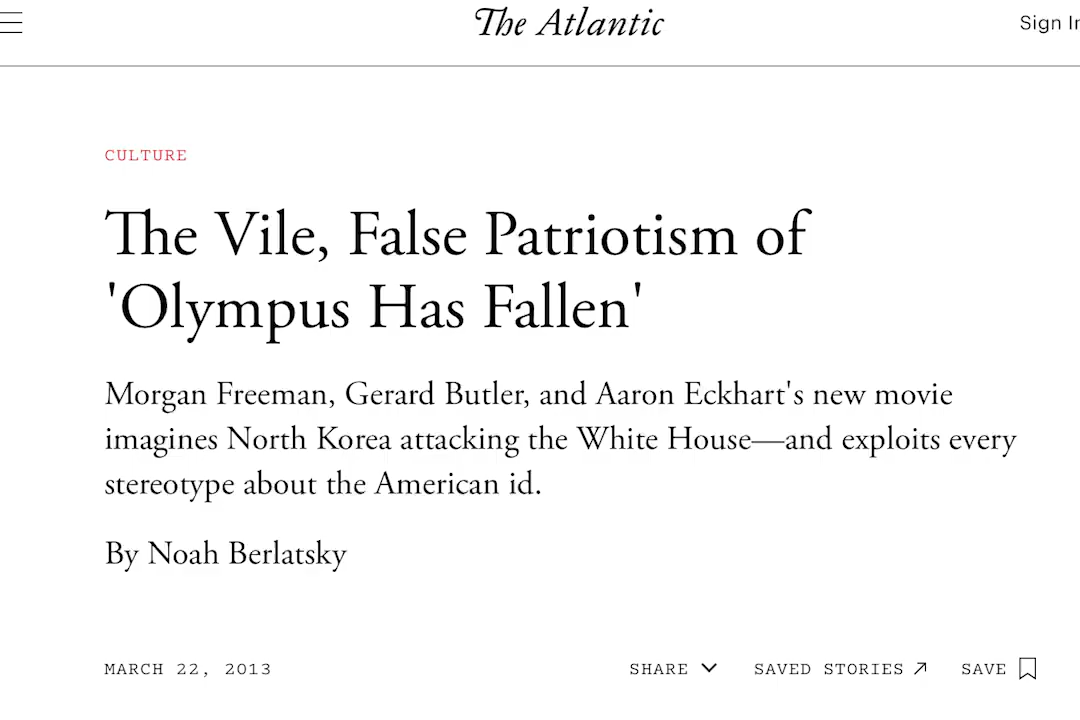 The Atlantic
Sign In
CULTURE
The Vile, False Patriotism of
'Olympus Has Fallen'
Morgan Freeman, Gerard Butler, and Aaron Eckhart's new movie
imagines North Korea attacking the White House—and exploits every
stereotype about the American id.
By Noah Berlatsky
MARCH 22, 2013
SHARE
SAVED STORIES
SAVE